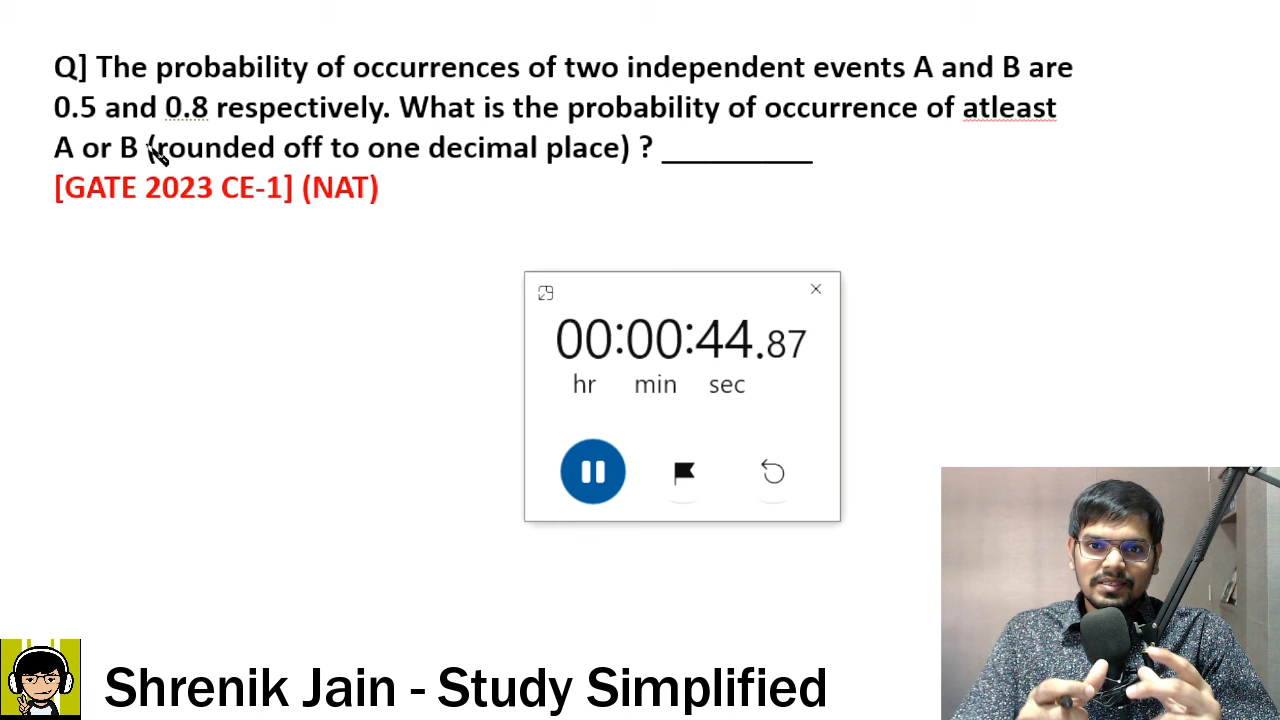 Q] The probability of occurrences of two independent events A and B are
0.5 and 0.8 respectively. What is the probability of occurrence of atleast
A or B (rounded off to one decimal place) ? __________
[GATE 2023 CE-1] (NAT)
00:00:44.87
hr min sec
Shrenik Jain - Study Simplified